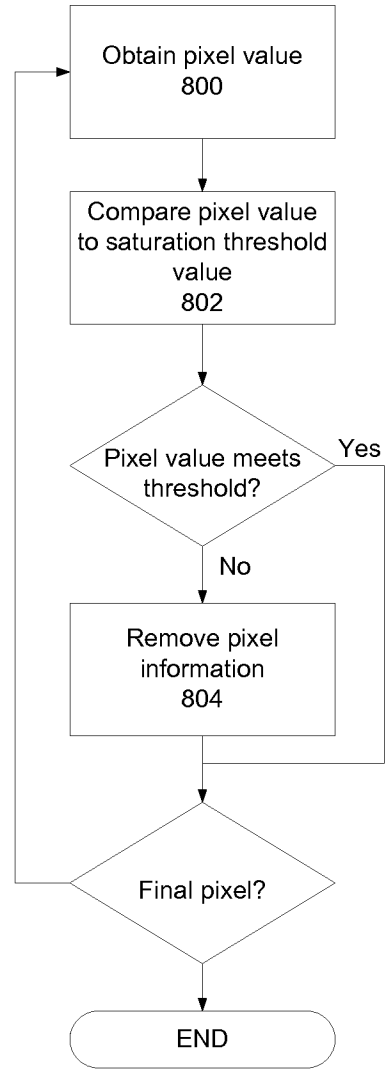 Obtain pixel value
800
Compare pixel value
to saturation threshold
value
802
Pixel value meets
threshold?
Yes
No
Remove pixel
information
804
Final pixel?
END